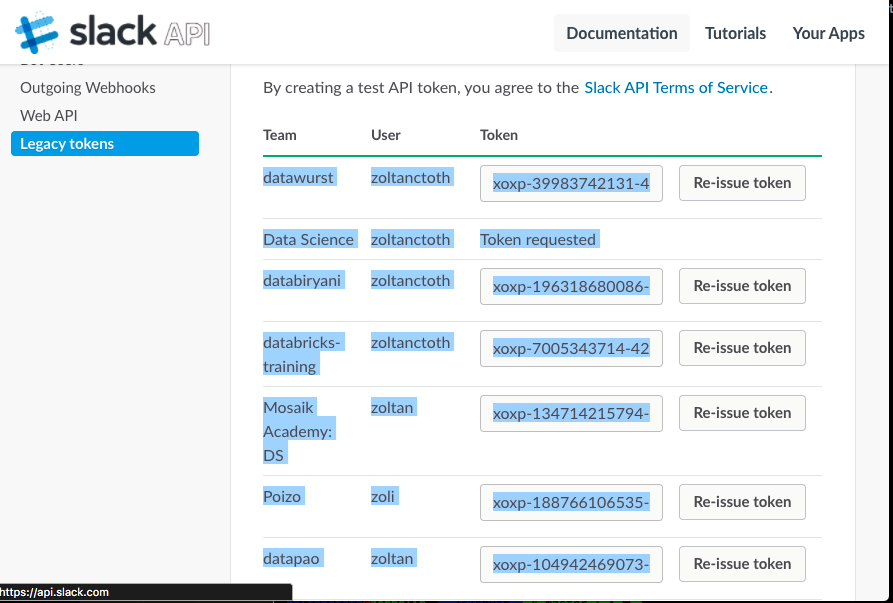 slack API
Documentation
Tutorials
Your Apps
Outgoing Webhooks
Web API
Legacy tokens
By creating a test API token, you agree to the Slack API Terms of Service.
Team User Token
datawurst zoltanctoth xoxp-39983742131-4 Re-issue token
Data Science zoltanctoth Token requested
databiryani zoltanctoth xoxp-196318680086- Re-issue token
databricks- zoltanctoth xoxp-7005343714-42 Re-issue token
training
Mosaik zoltan xoxp-134714215794- Re-issue token
Academy:
DS
Poizo zoli xoxp-188766106535- Re-issue token
datapao zoltan xoxp-104942469073- Re-issue token
https://api.slack.com